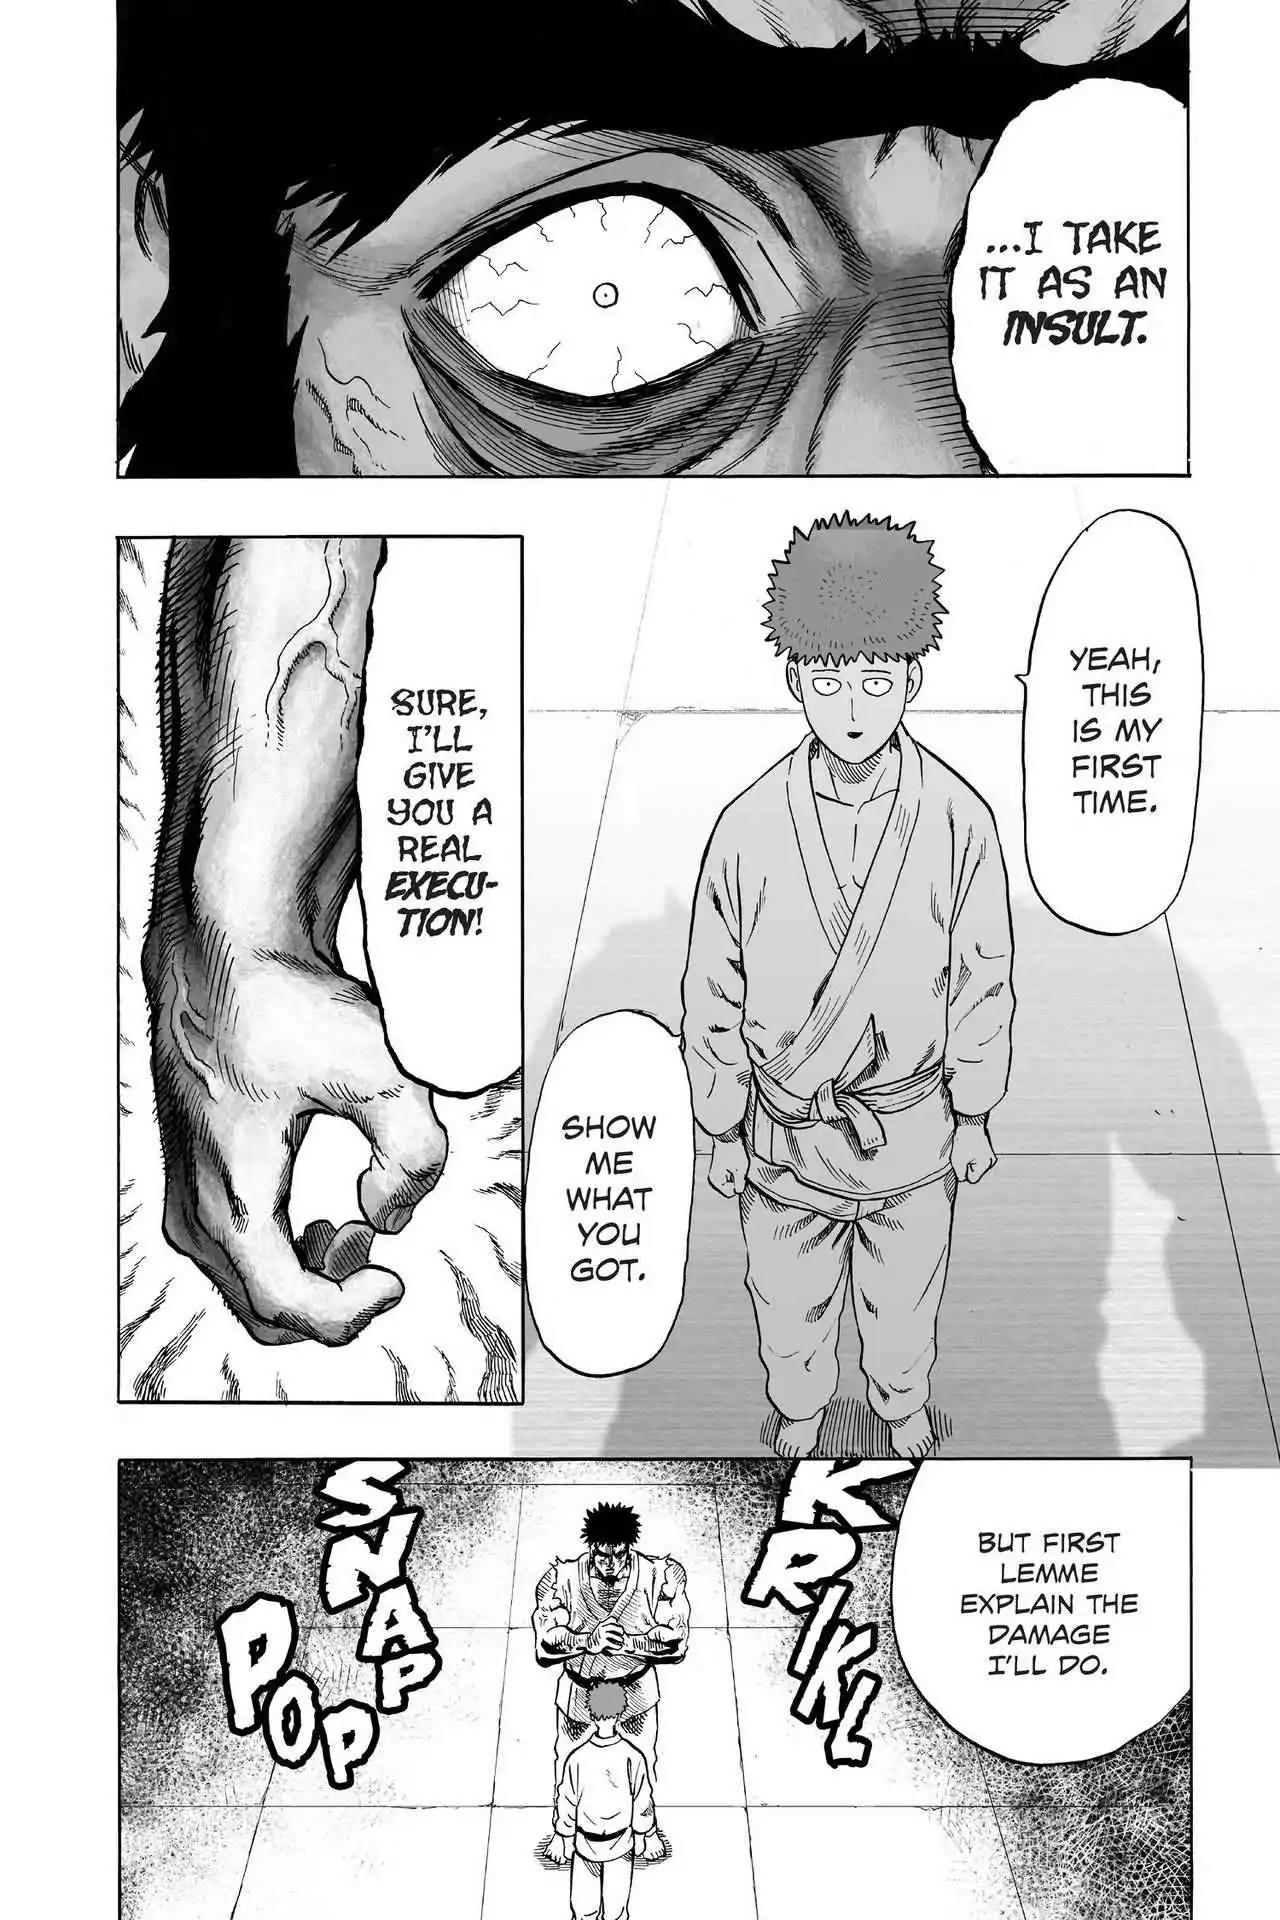 ...I TAKE
IT AS AN
INSULT.
YEAH,
THIS
IS MY
FIRST
TIME.
SHOW
ME
WHAT
YOU
GOT.
SURE,
I'LL
GIVE
YOU A
REAL
EXECU-
TION!
BUT FIRST
LEMME
EXPLAIN THE
DAMAGE
I'LL DO.
KRRIKL
SNAP
POP